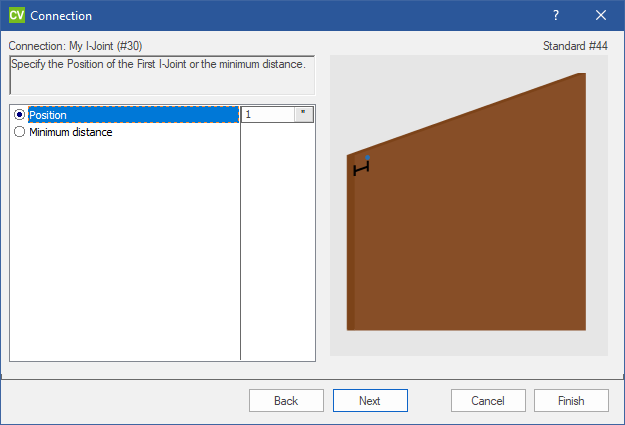 CV Connection ?
Connection: My I-Joint (#30) Standard #44
Specify the Position of the First I-Joint or the minimum distance.
Position 1 "
Minimum distance
Back Next Cancel Finish